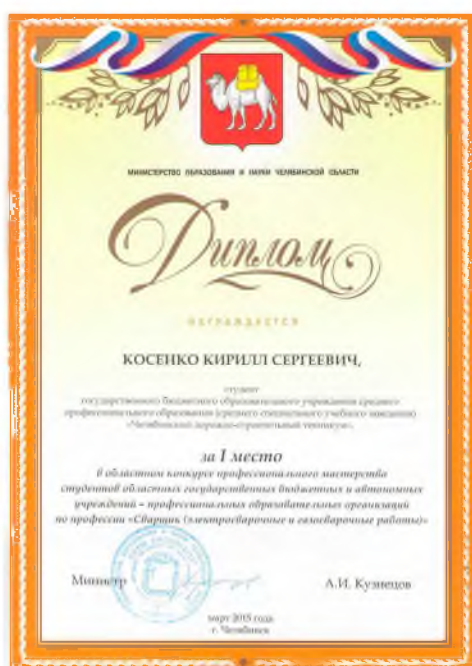 МИНИСТЕРСТВО ОБРАЗОВАНИЯ И НАУКИ ЧЕЛЯБИНСКОЙ ОБЛАСТИ
Диплом
НАГРАЖДАЕТСЯ
КОСЕНКО КИРИЛЛ СЕРГЕЕВИЧ,
студент
государственного бюджетного образовательного учреждения среднего
профессионального образования (среднего специального учебного заведения)
«Челябинский дорожно-строительный техникум»,
за I место
в областном конкурсе профессионального мастерства
студентов областных государственных бюджетных и автономных
учреждений – профессиональных образовательных организаций
по профессии «Сварщик (электросварочные и газосварочные работы)»
Министр
А.И. Кузнецов
март 2015 года
г. Челябинск